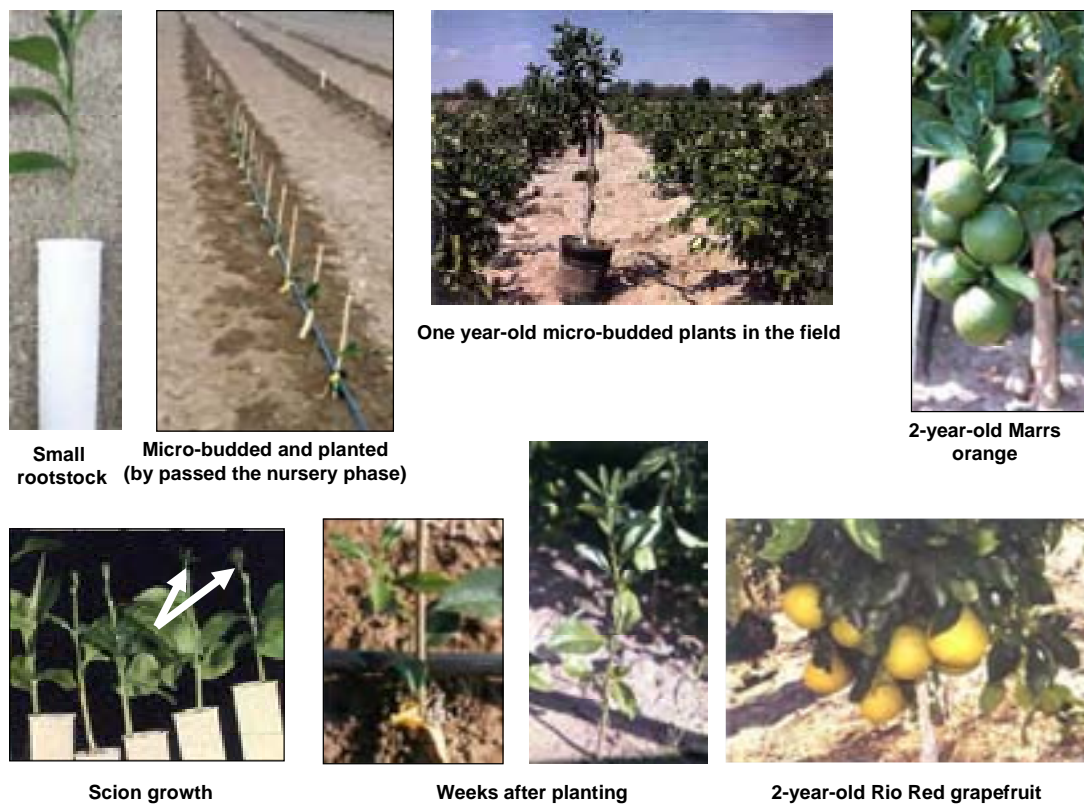 One year-old micro-budded plants in the field
Small
rootstock
Micro-budded and planted
(by passed the nursery phase)
2-year-old Marrs
orange
Scion growth
Weeks after planting
2-year-old Rio Red grapefruit